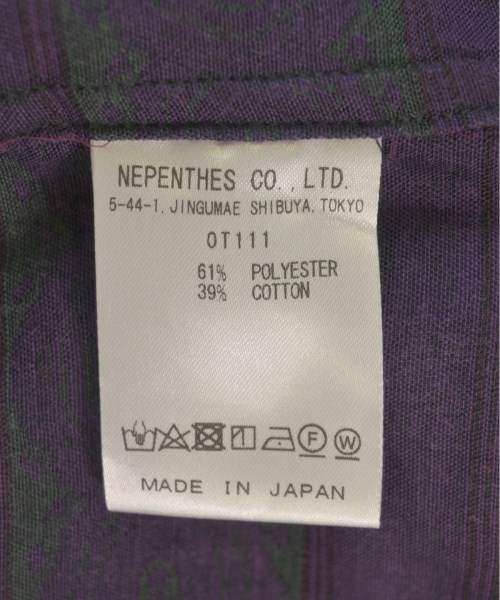 NEPENTHES CO.,LTD.
5-44-1, JINGUMAE SHIBUYA, TOKYO
OT111
61% POLYESTER
39% COTTON
F W
MADE IN JAPAN